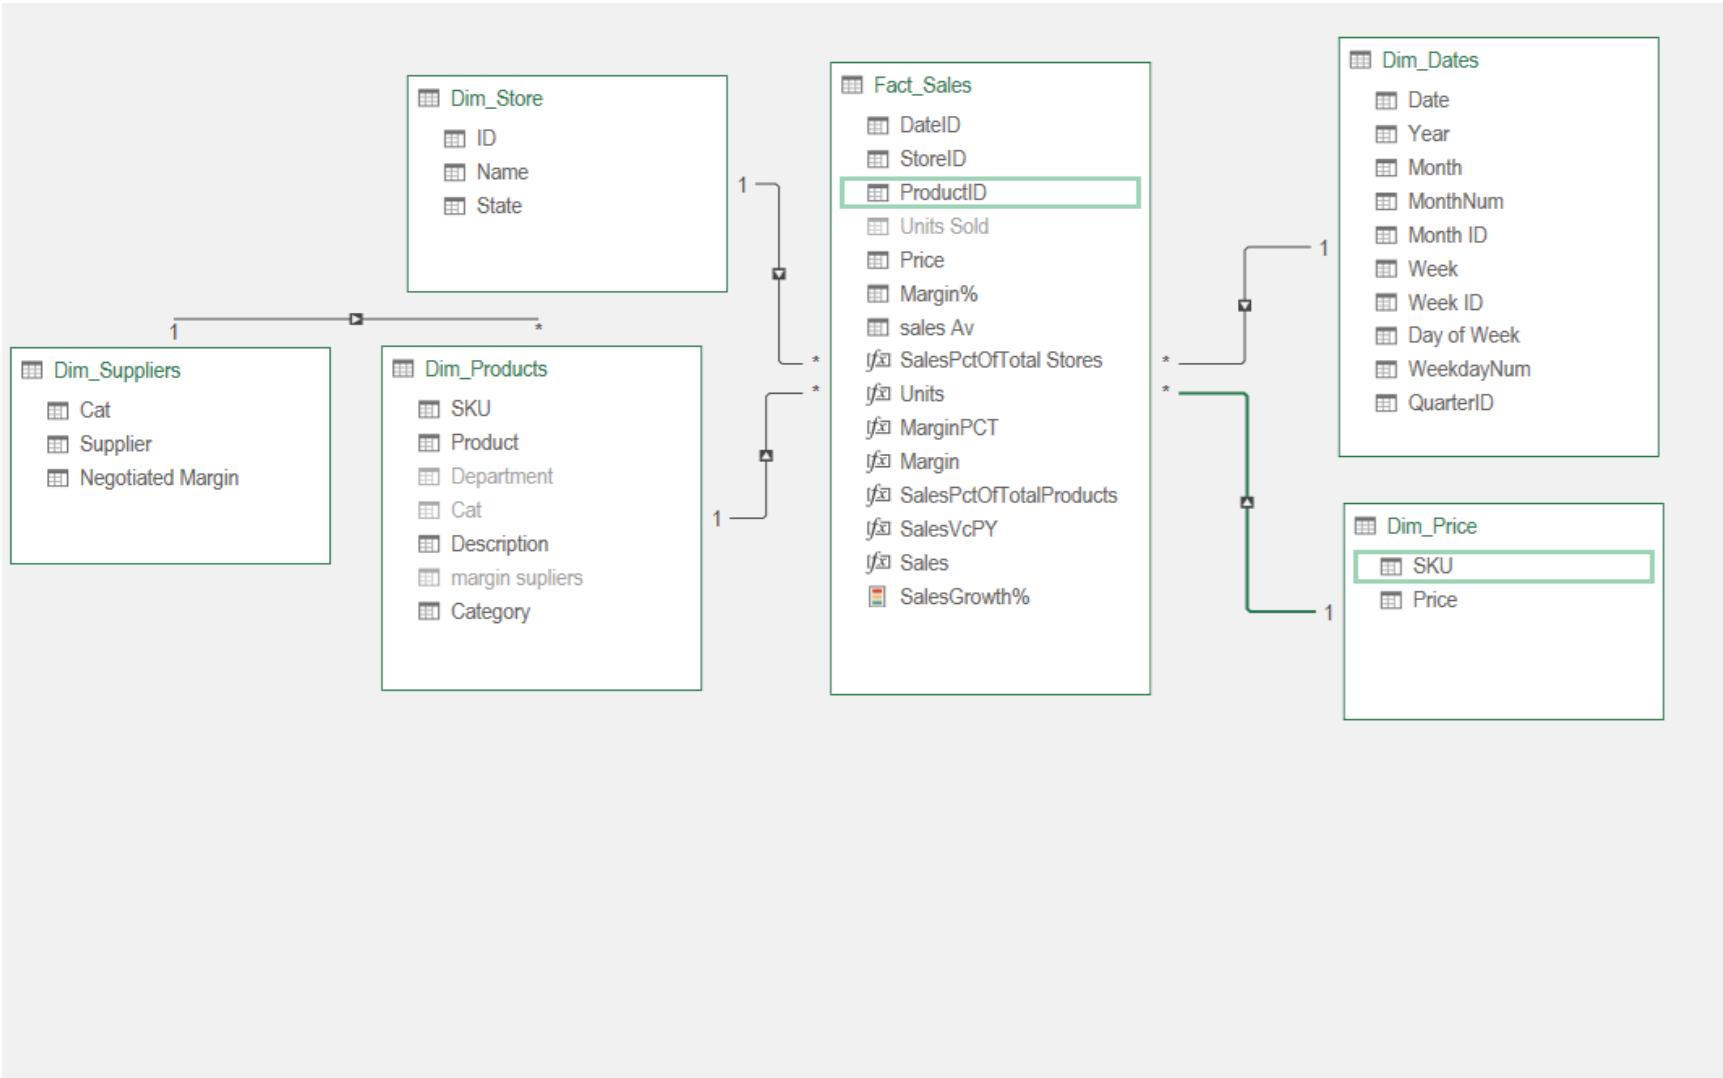 Dim_Store
ID
Name
State
1
*
Dim_Suppliers
Cat
Supplier
Negotiated Margin
1
*
Dim_Products
SKU
Product
Department
Cat
Description
margin supliers
Category
1
*
Fact_Sales
DateID
StoreID
ProductID
Units Sold
Price
Margin%
sales Av
SalesPctOfTotal Stores
Units
MarginPCT
Margin
SalesPctOfTotalProducts
SalesVcPY
Sales
SalesGrowth%
*
*
Dim_Dates
Date
Year
Month
MonthNum
Month ID
Week
Week ID
Day of Week
WeekdayNum
QuarterID
1
Dim_Price
SKU
Price
1